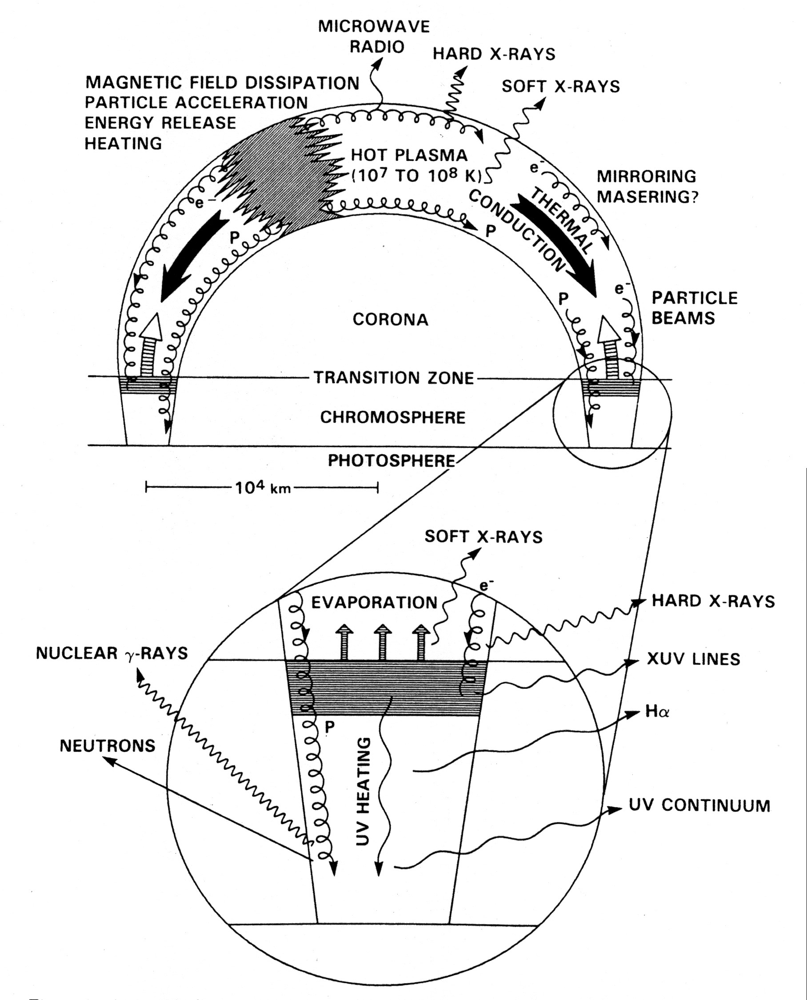 MICROWAVE
RADIO
HARD X-RAYS
SOFT X-RAYS
MAGNETIC FIELD DISSIPATION
PARTICLE ACCELERATION
ENERGY RELEASE
HEATING
HOT PLASMA
(10⁷ TO 10⁸ K)
e⁻
MIRRORING
MASERING?
THERMAL
CONDUCTION
e⁻
P
P
P
e⁻
PARTICLE
BEAMS
CORONA
TRANSITION ZONE
CHROMOSPHERE
PHOTOSPHERE
10⁴ km
SOFT X-RAYS
e⁻
EVAPORATION
HARD X-RAYS
NUCLEAR γ-RAYS
XUV LINES
Hα
P
NEUTRONS
UV HEATING
UV CONTINUUM